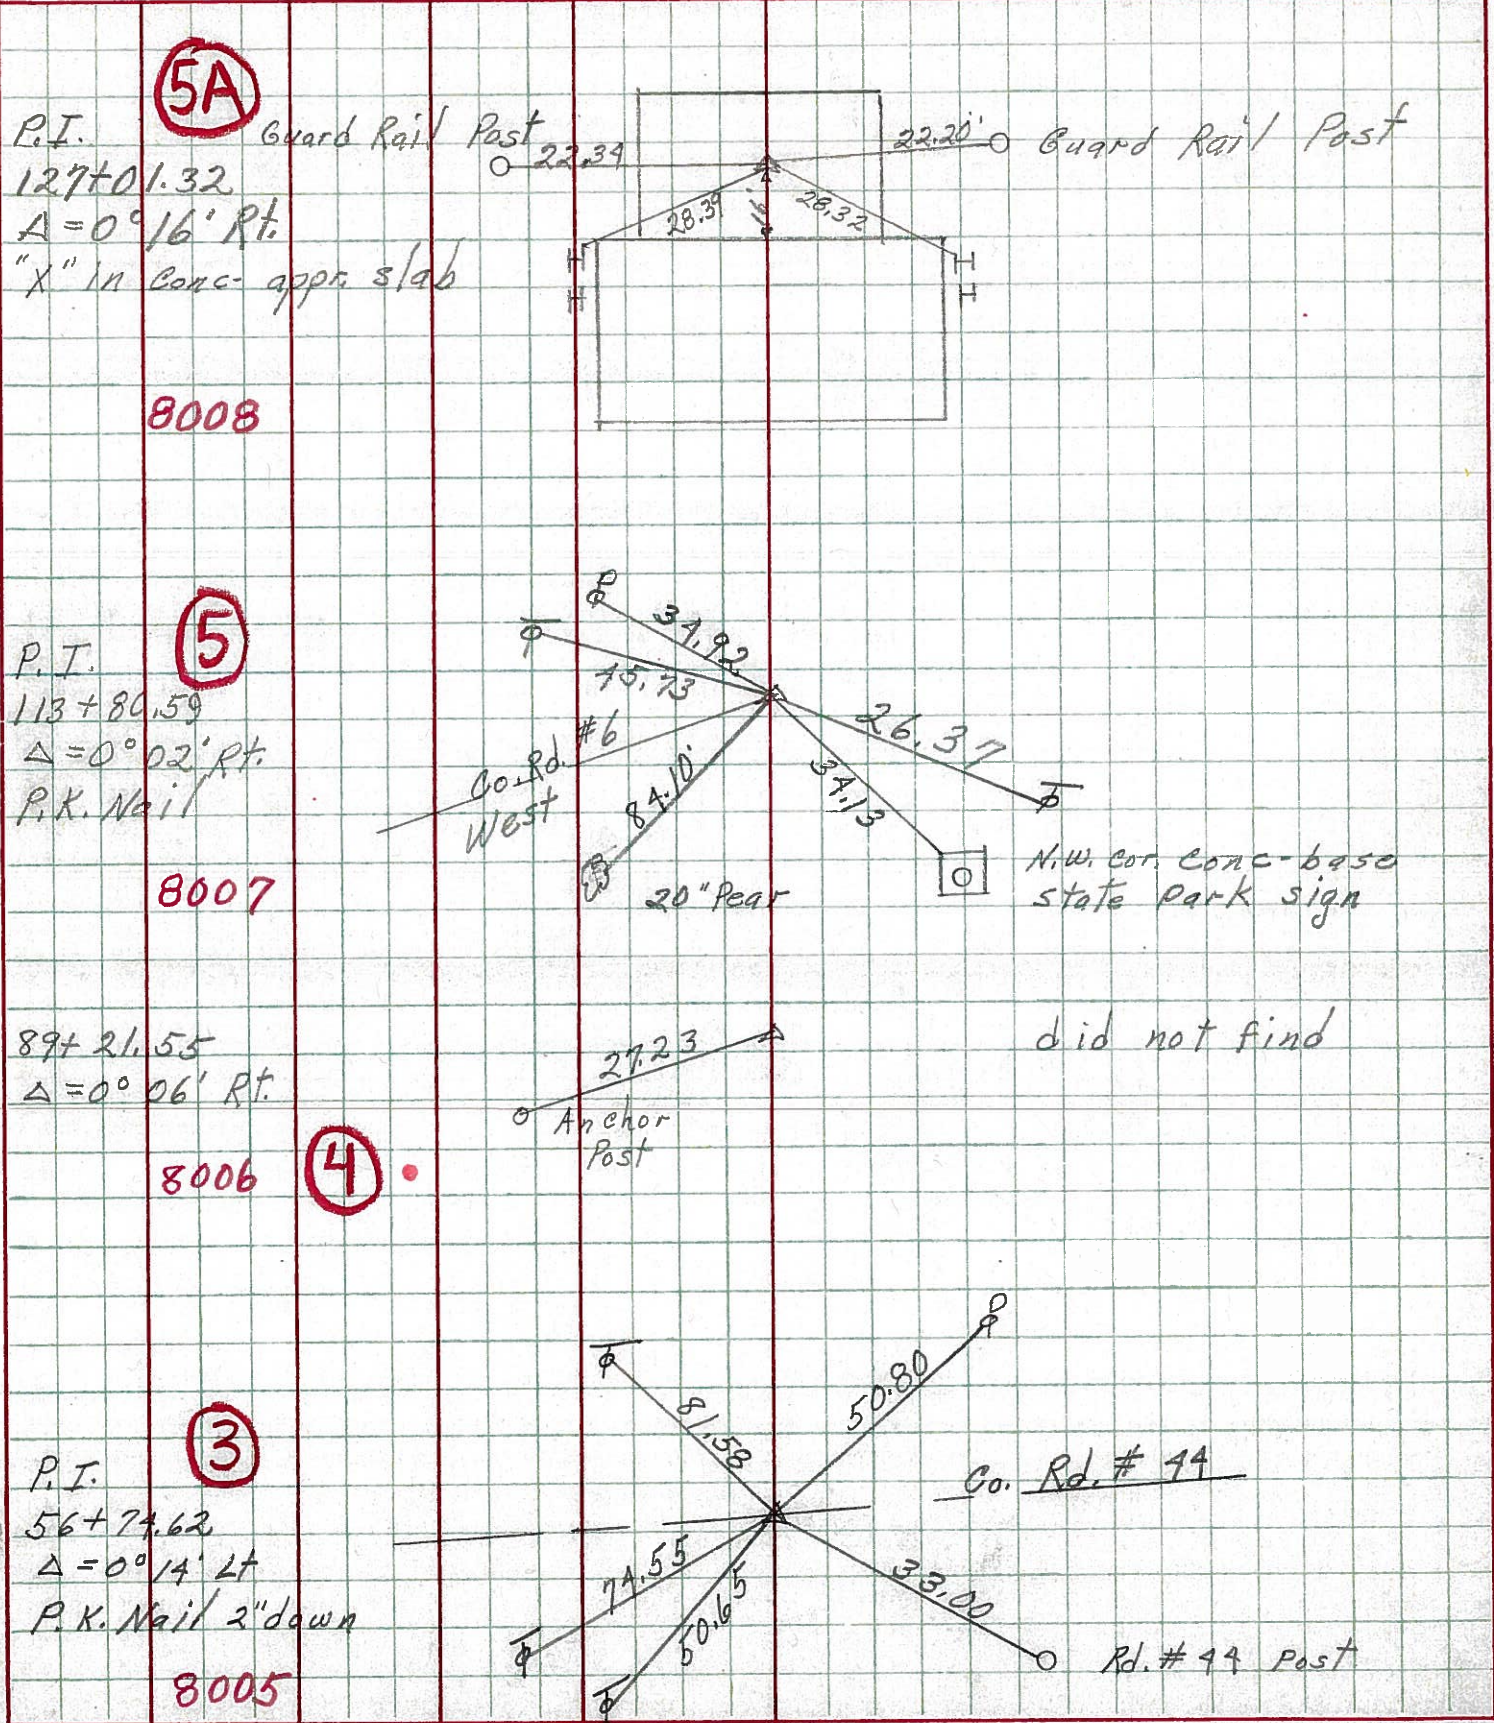 5A
P.I.
127+01.32
Δ=0°16' Rt.
"X" in Conc- appr. slab
Guard Rail Post
22.34
22.20'
Guard Rail Post
28.39
28.32
8008
5
P.I.
113+80.59
Δ=0°02' Rt.
P.K. Nail
8007
34.92
45.73
Co. Rd. #6
West
84.10'
20" Pear
26.37
34.13
N.W. cor. conc-base
state Park sign
89+21.55
Δ=0°06' Rt.
8006
4
27.23
Anchor
Post
did not find
3
P.I.
56+74.62
Δ=0°14' Lt
P.K. Nail 2"down
8005
81.58
50.80
Co. Rd. # 44
74.55
50.65
33.00
Rd. # 44 Post